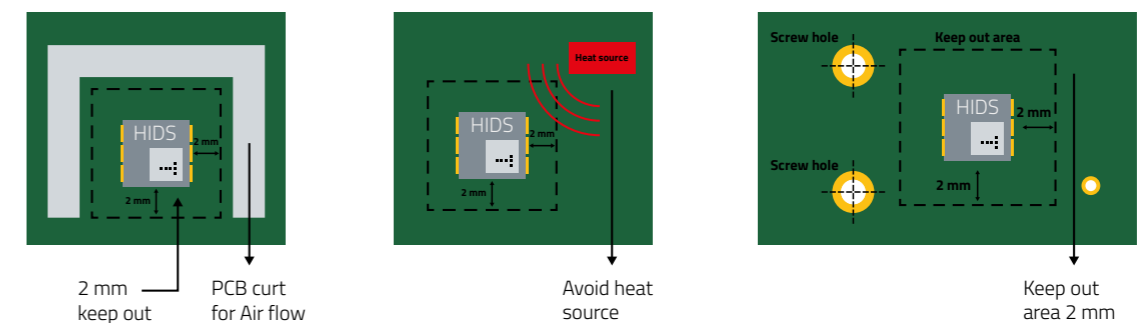 HIDS
2 mm
2 mm
2 mm
keep out
PCB curt
for Air flow
Heat source
HIDS
2 mm
2 mm
Avoid heat
source
Screw hole
Keep out area
HIDS
2 mm
Screw hole
2 mm
Keep out
area 2 mm